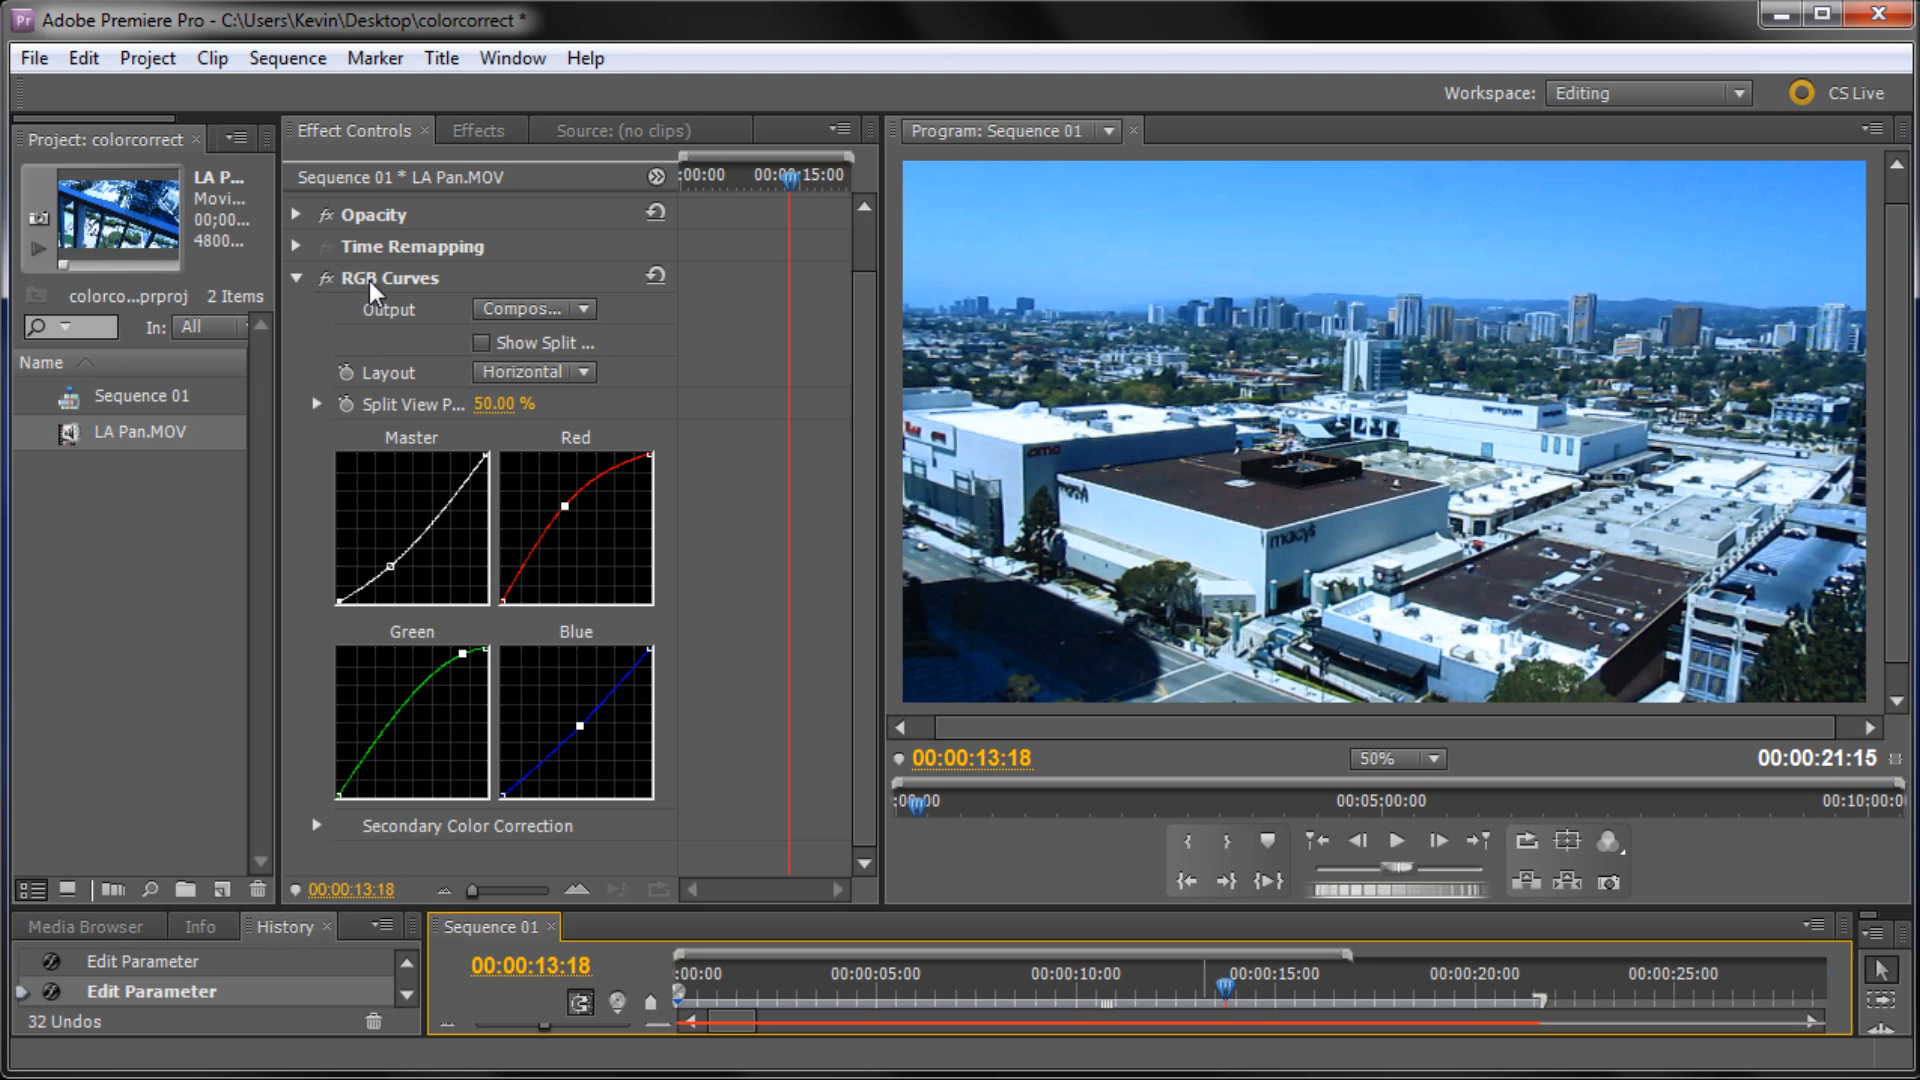 Adobe Premiere Pro - C:\Users\Kevin\Desktop\colorcorrect *
File Edit Project Clip Sequence Marker Title Window Help
Workspace: Editing CS Live
Project: colorcorrect
LA P...
Movi...
00;00...
4800...
colorco...prproj 2 Items
In: All
Name
Sequence 01
LA Pan.MOV
Effect Controls Effects Source: (no clips)
Sequence 01 * LA Pan.MOV
:00:00 15:00
fx Opacity
fx Time Remapping
fx RGB Curves
Output Compos...
Show Split ...
Layout Horizontal
Split View P... 50.00 %
Master Red
Green Blue
Secondary Color Correction
00:00:13:18
Program: Sequence 01
amc
macy's
macy's
00:00:13:18 50% 00:00:21:15
00:05:00:00 00:10:00:0
Media Browser Info History
Edit Parameter
Edit Parameter
32 Undos
Sequence 01
00:00:13:18
:00:00 00:00:05:00 00:00:10:00 00:00:15:00 00:00:20:00 00:00:25:00